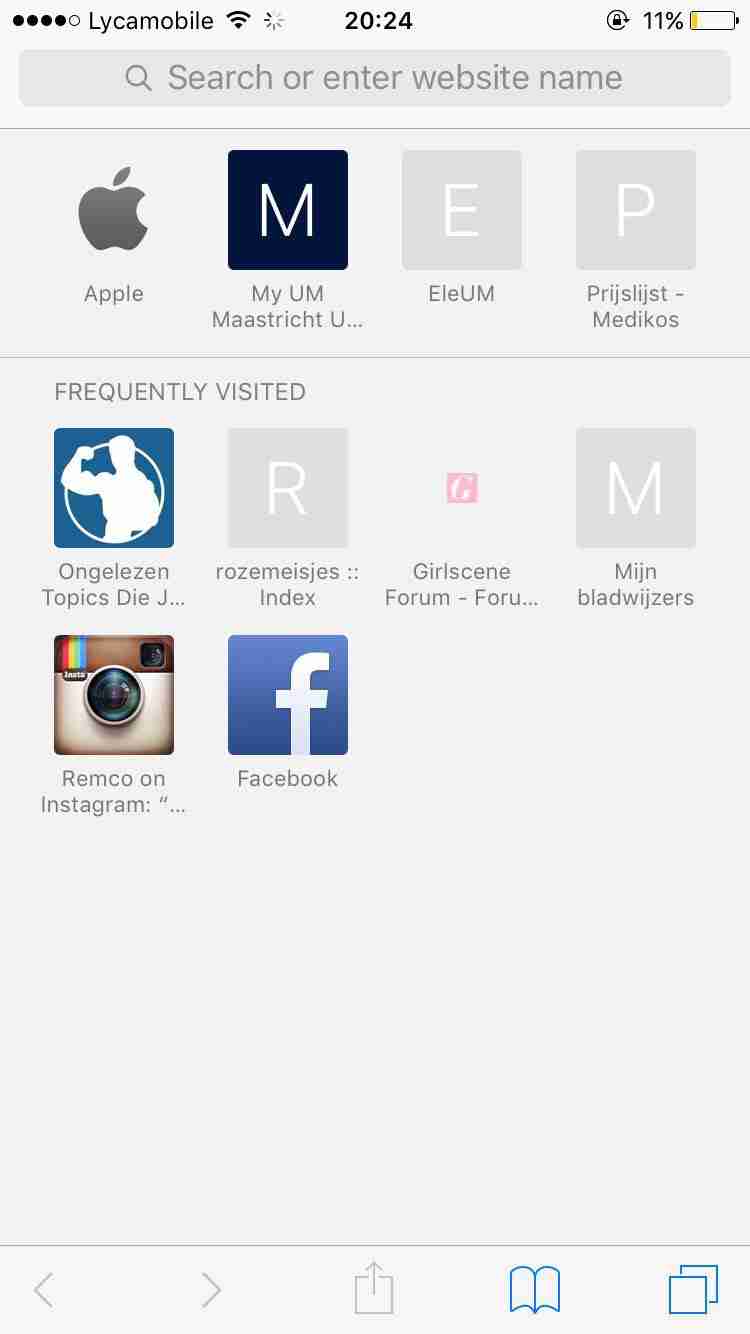 Lycamobile 20:24 11%
Search or enter website name
M E P
Apple My UM EleUM Prijslijst -
Maastricht U... Medikos
FREQUENTLY VISITED
R G M
Ongelezen rozemeisjes :: Girlscene Mijn
Topics Die J... Index Forum - Foru... bladwijzers
Insta f
Remco on Facebook
Instagram: “...